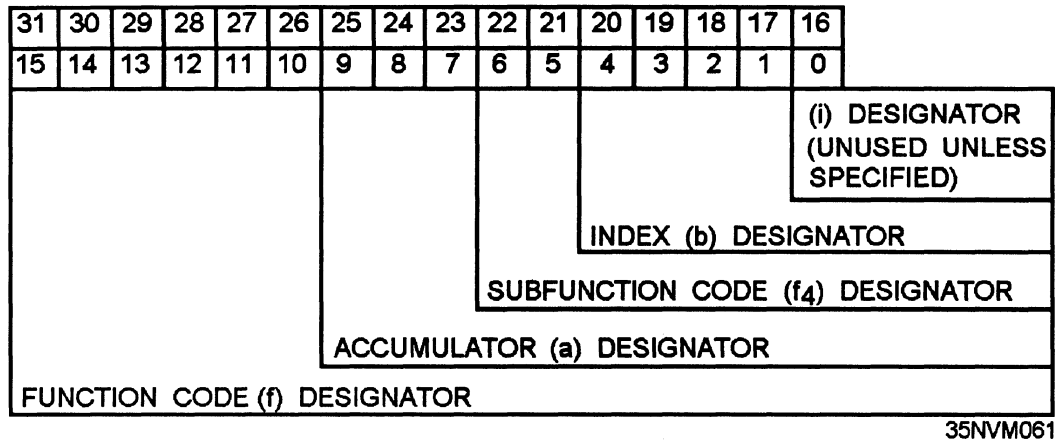 31 30 29 28 27 26 25 24 23 22 21 20 19 18 17 16
15 14 13 12 11 10 9 8 7 6 5 4 3 2 1 0
(i) DESIGNATOR
(UNUSED UNLESS
SPECIFIED)
INDEX (b) DESIGNATOR
SUBFUNCTION CODE (f4) DESIGNATOR
ACCUMULATOR (a) DESIGNATOR
FUNCTION CODE (f) DESIGNATOR
35NVM061